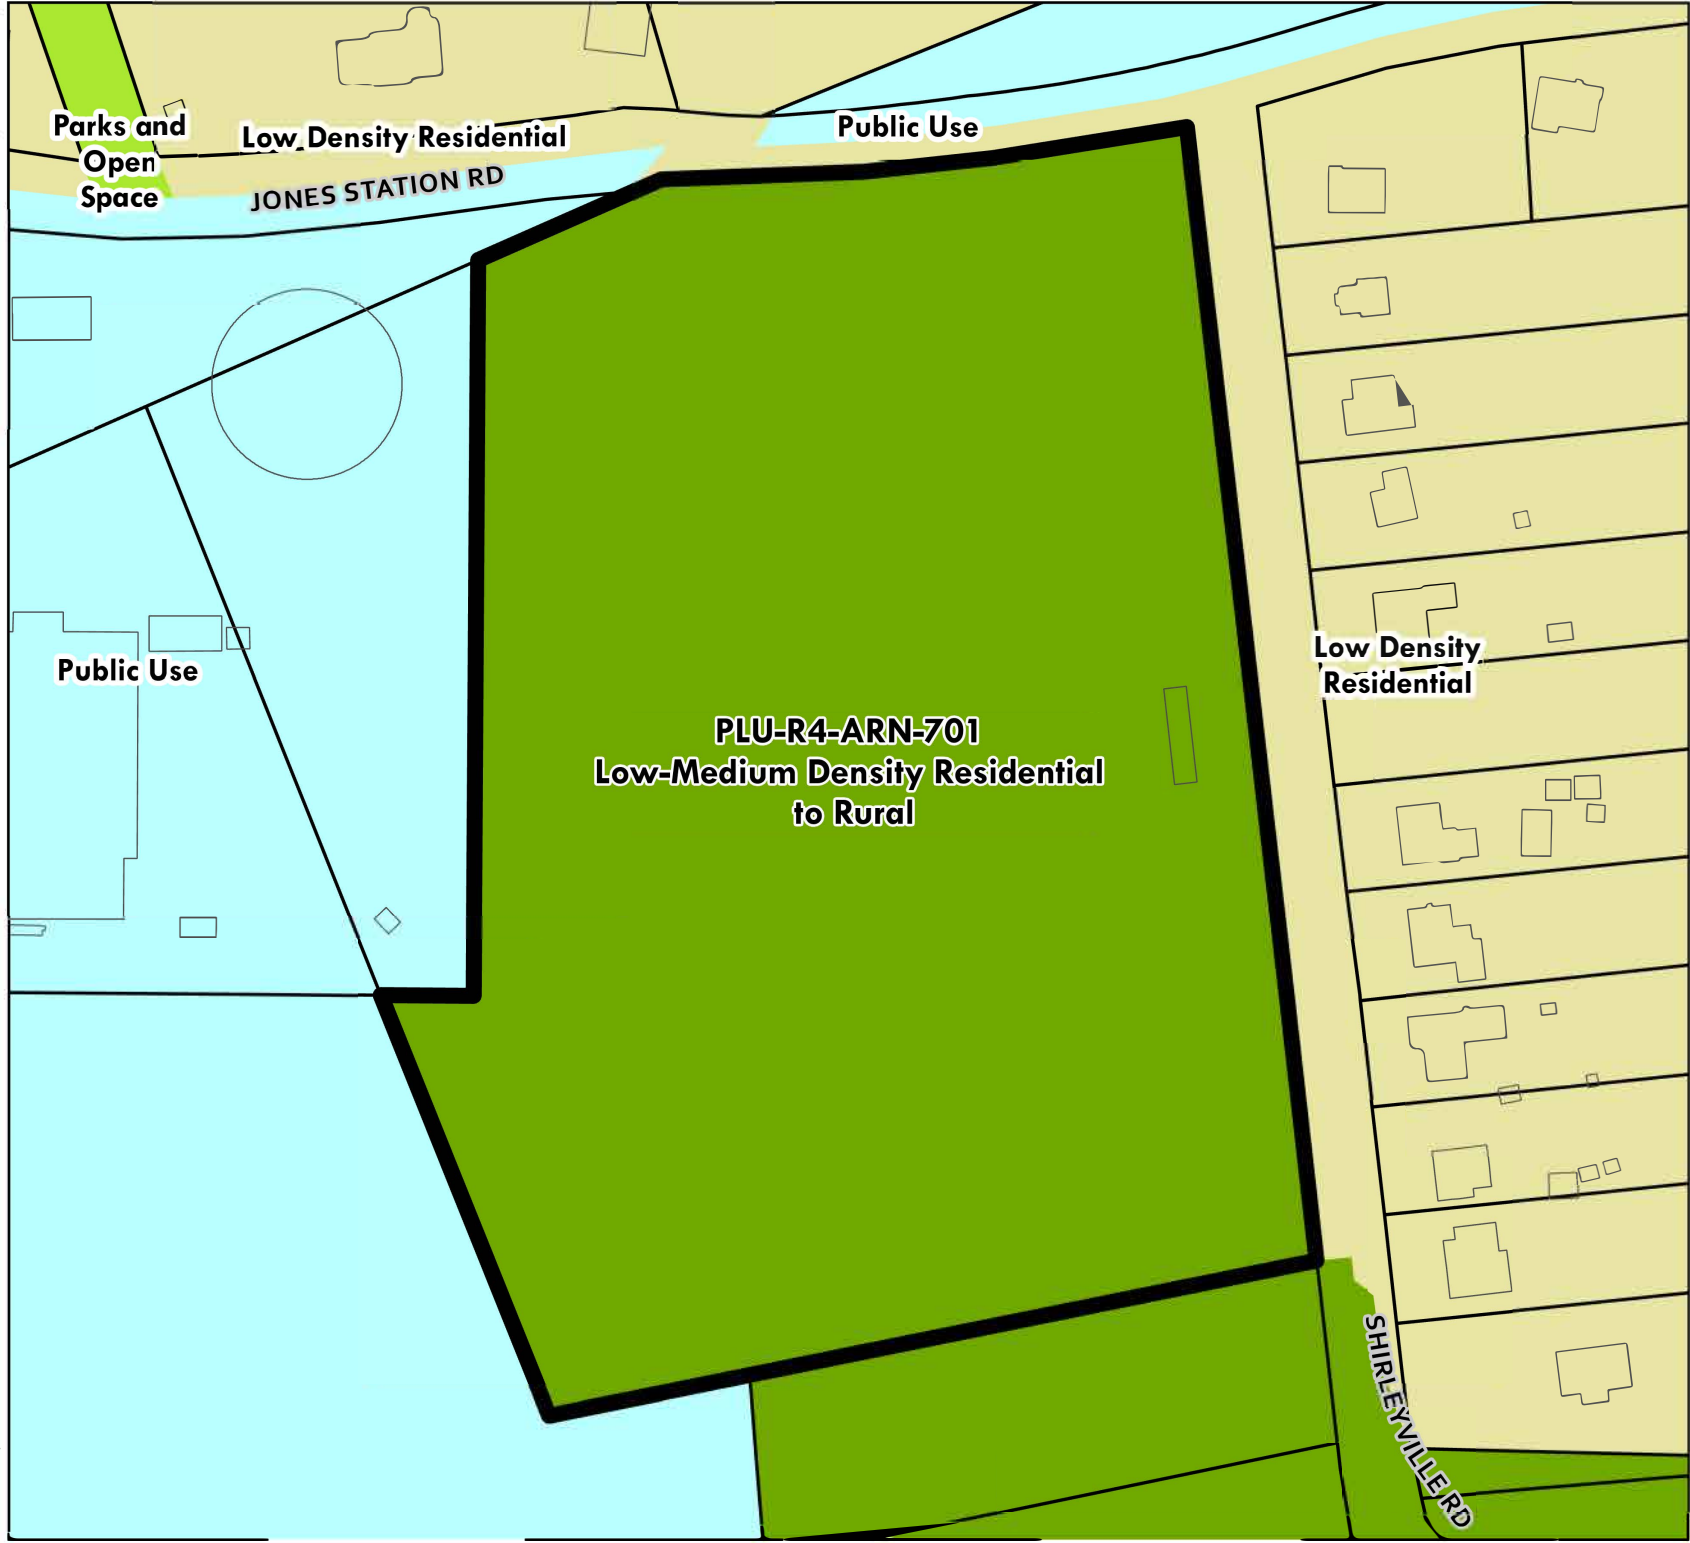 Parks and
Open
Space
Low Density Residential
Public Use
JONES STATION RD
Public Use
Low Density
Residential
PLU-R4-ARN-701
Low-Medium Density Residential
to Rural
SHIRLEYVILLE RD